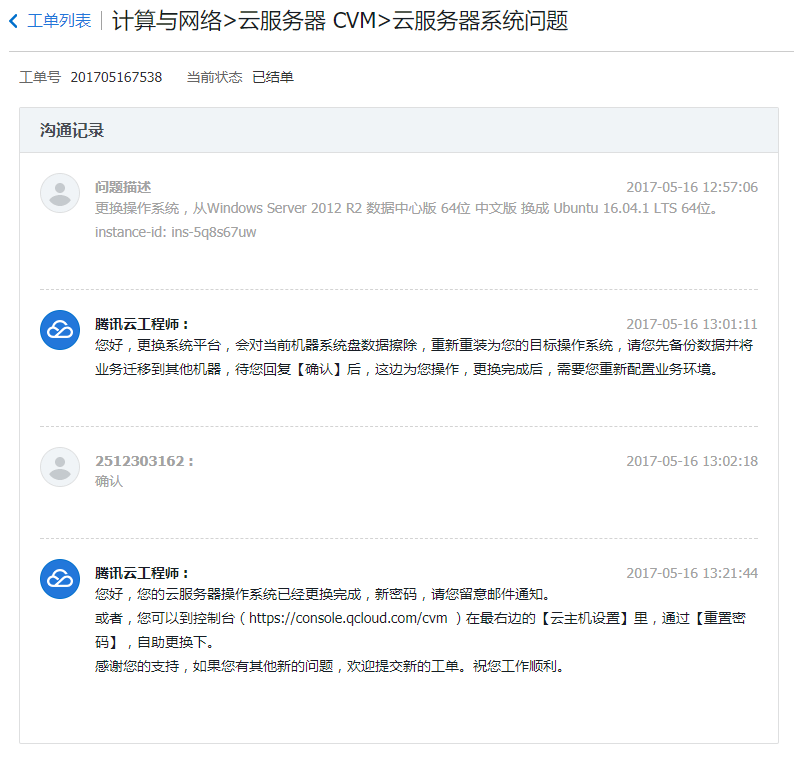 工单列表 计算与网络>云服务器 CVM>云服务器系统问题
工单号 201705167538 当前状态 已结单
沟通记录
问题描述 2017-05-16 12:57:06
更换操作系统，从Windows Server 2012 R2 数据中心版 64位 中文版 换成 Ubuntu 16.04.1 LTS 64位。
instance-id: ins-5q8s67uw
腾讯云工程师： 2017-05-16 13:01:11
您好，更换系统平台，会对当前机器系统盘数据擦除，重新重装为您的目标操作系统，请您先备份数据并将
业务迁移到其他机器，待您回复【确认】后，这边为您操作，更换完成后，需要您重新配置业务环境。
2512303162： 2017-05-16 13:02:18
确认
腾讯云工程师： 2017-05-16 13:21:44
您好，您的云服务器操作系统已经更换完成，新密码，请您留意邮件通知。
或者，您可以到控制台（https://console.qcloud.com/cvm ）在最右边的【云主机设置】里，通过【重置密
码】，自助更换下。
感谢您的支持，如果您有其他新的问题，欢迎提交新的工单。祝您工作顺利。